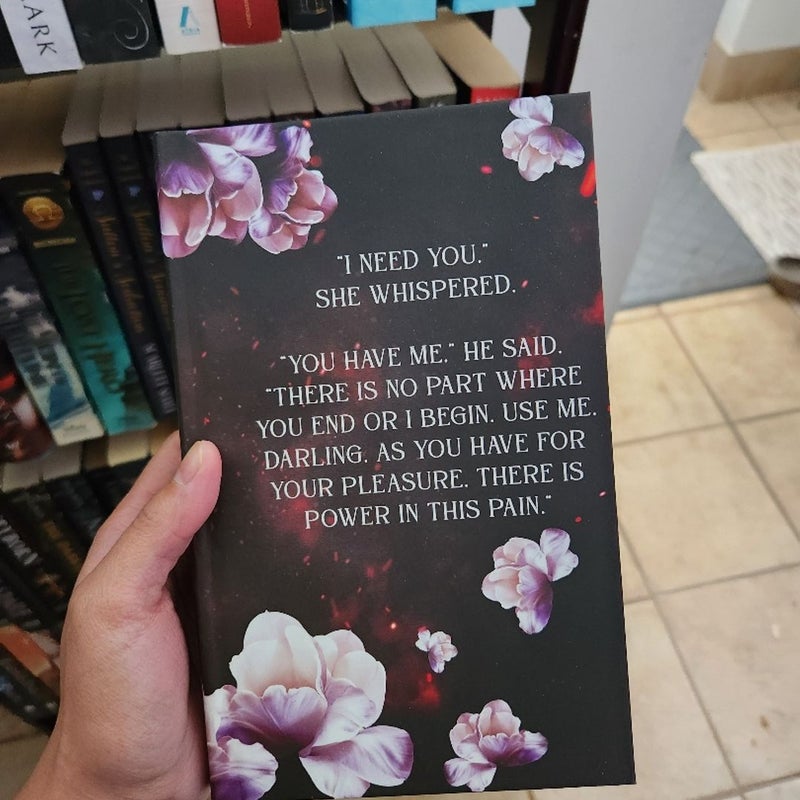 ARK
"I NEED YOU."
SHE WHISPERED.
"YOU HAVE ME." HE SAID.
"THERE IS NO PART WHERE
YOU END OR I BEGIN. USE ME.
DARLING. AS YOU HAVE FOR
YOUR PLEASURE. THERE IS
POWER IN THIS PAIN."